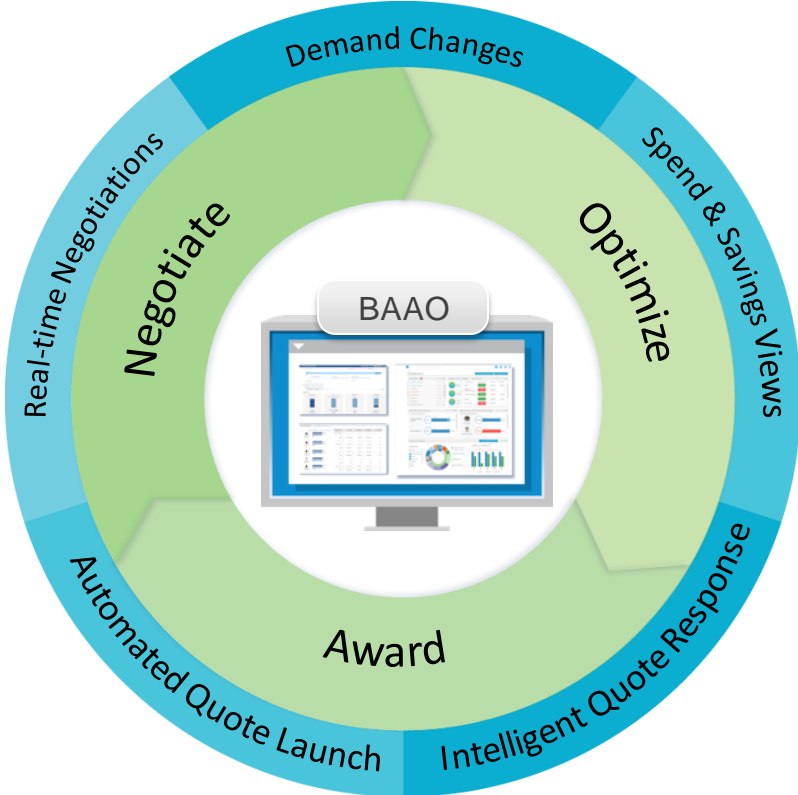 Demand Changes
Spend & Savings Views
Intelligent Quote Response
Automated Quote Launch
Real-time Negotiations
Negotiate
Optimize
Award
BAAO